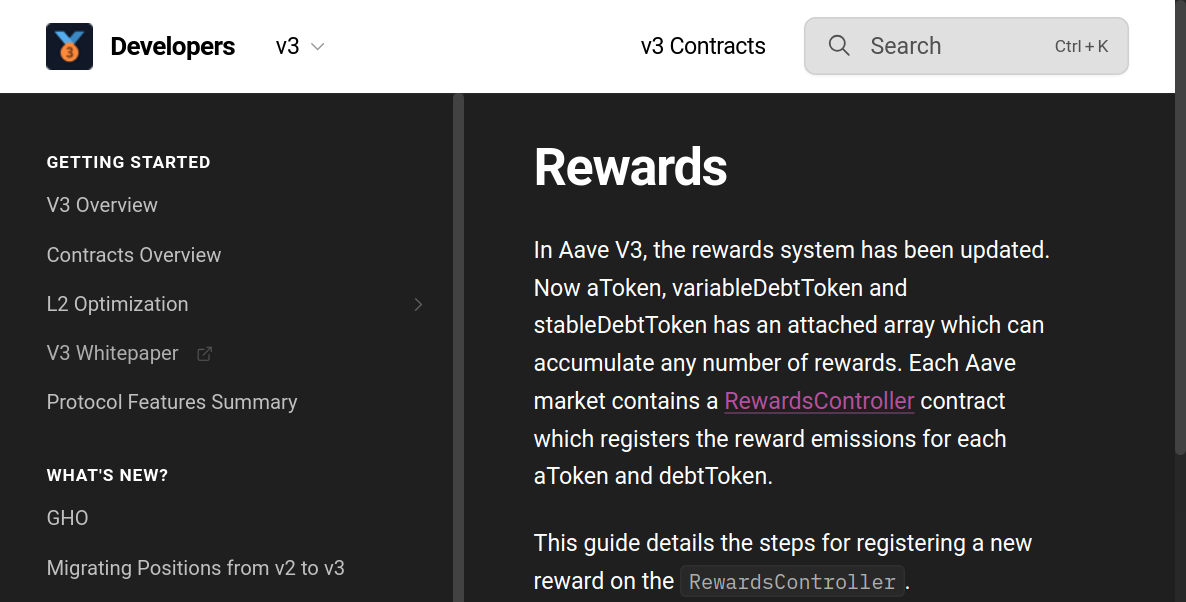 3 Developers v3 v3 Contracts Search Ctrl + K
GETTING STARTED
V3 Overview
Contracts Overview
L2 Optimization
V3 Whitepaper
Protocol Features Summary
WHAT'S NEW?
GHO
Migrating Positions from v2 to v3
Rewards
In Aave V3, the rewards system has been updated.
Now aToken, variableDebtToken and
stableDebtToken has an attached array which can
accumulate any number of rewards. Each Aave
market contains a RewardsController contract
which registers the reward emissions for each
aToken and debtToken.
This guide details the steps for registering a new
reward on the RewardsController.